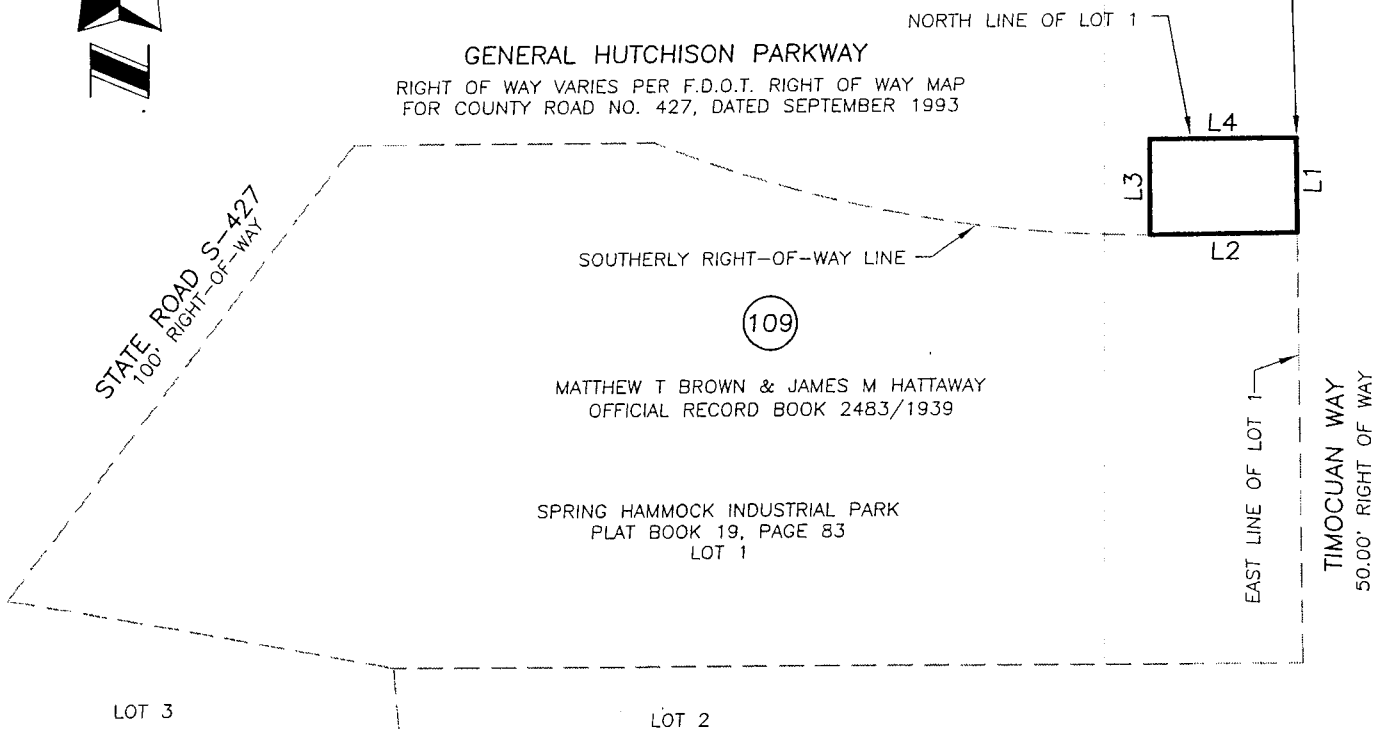 N
NORTH LINE OF LOT 1
GENERAL HUTCHISON PARKWAY
RIGHT OF WAY VARIES PER F.D.O.T. RIGHT OF WAY MAP
FOR COUNTY ROAD NO. 427, DATED SEPTEMBER 1993
L4
L3
L1
L2
STATE ROAD S-427
100' RIGHT-OF-WAY
SOUTHERLY RIGHT-OF-WAY LINE
109
MATTHEW T BROWN & JAMES M HATTAWAY
OFFICIAL RECORD BOOK 2483/1939
EAST LINE OF LOT 1
TIMOCUAN WAY
50.00' RIGHT OF WAY
SPRING HAMMOCK INDUSTRIAL PARK
PLAT BOOK 19, PAGE 83
LOT 1
LOT 3
LOT 2